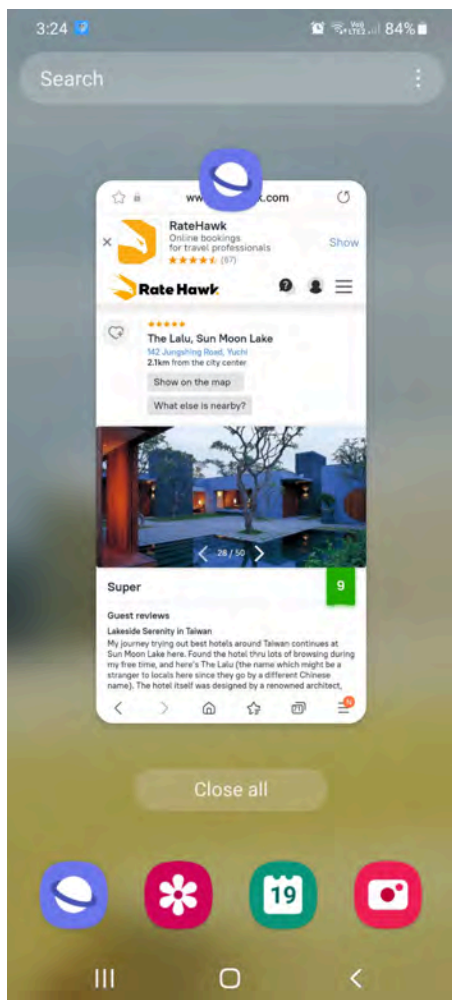 3:24
Vo))
LTE2
84%
Search
com
RateHawk
Online bookings
for travel professionals
(67)
Show
Rate Hawk
The Lalu, Sun Moon Lake
142 Jungshing Road, Yuchi
2.1km from the city center
Show on the map
What else is nearby?
28 / 50
Super
9
Guest reviews
Lakeside Serenity in Taiwan
My journey trying out best hotels around Taiwan continues at
Sun Moon Lake here. Found the hotel thru lots of browsing during
my free time, and here's The Lalu (the name which might be a
stranger to locals here since they go by a different Chinese
name). The hotel itself was designed by a renowned architect,
Close all
19